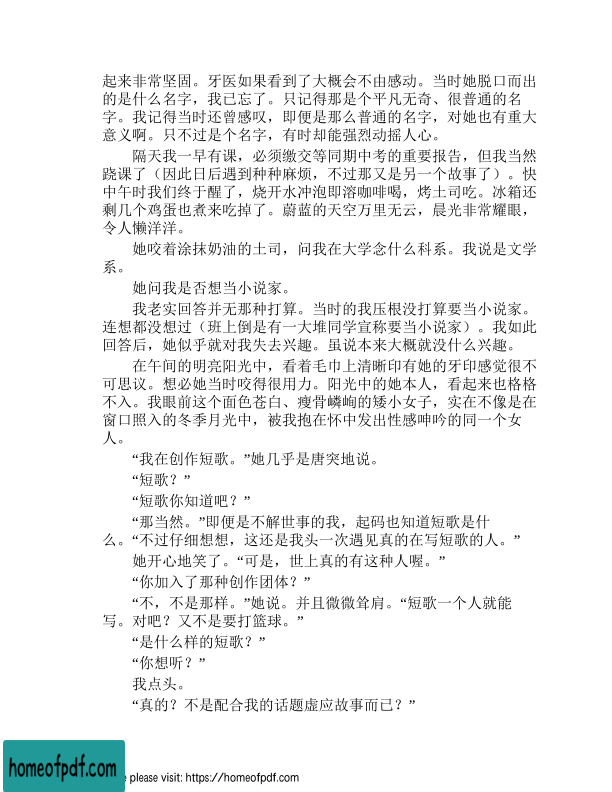 起来非常坚固。牙医如果看到了大概会不由感动。当时她脱口而出
的是什么名字，我已忘了。只记得那是个平凡无奇、很普通的名
字。我记得当时还曾感叹，即便是那么普通的名字，对她也有重大
意义啊。只不过是个名字，有时却能强烈动摇人心。
隔天我一早有课，必须缴交等同期中考的重要报告，但我当然
跷课了（因此日后遇到种种麻烦，不过那又是另一个故事了）。快
中午时我们终于醒了，烧开水冲泡即溶咖啡喝，烤土司吃。冰箱还
剩几个鸡蛋也煮来吃掉了。蔚蓝的天空万里无云，晨光非常耀眼，
令人懒洋洋。
她咬着涂抹奶油的土司，问我在大学念什么科系。我说是文学
系。
她问我是否想当小说家。
我老实回答并无那种打算。当时的我压根没打算要当小说家。
连想都没想过（班上倒是有一大堆同学宣称要当小说家）。我如此
回答后，她似乎就对我失去兴趣。虽说本来大概就没什么兴趣。
在午间的明亮阳光中，看着毛巾上清晰印有她的牙印感觉很不
可思议。想必她当时咬得很用力。阳光中的她本人，看起来也格格
不入。我眼前这个面色苍白、瘦骨嶙峋的矮小女子，实在不像是在
窗口照入的冬季月光中，被我抱在怀中发出性感呻吟的同一个女
人。
“我在创作短歌。”她几乎是唐突地说。
“短歌？”
“短歌你知道吧？”
“那当然。”即便是不解世事的我，起码也知道短歌是什
么。“不过仔细想想，这还是我头一次遇见真的在写短歌的人。”
她开心地笑了。“可是，世上真的有这种人喔。”
“你加入了那种创作团体？”
“不，不是那样。”她说。并且微微耸肩。“短歌一个人就能
写。对吧？又不是要打篮球。”
“是什么样的短歌？”
“你想听？”
我点头。
“真的？不是配合我的话题虚应故事而已？”
homeofpdf.com
e please visit: https://homeofpdf.com